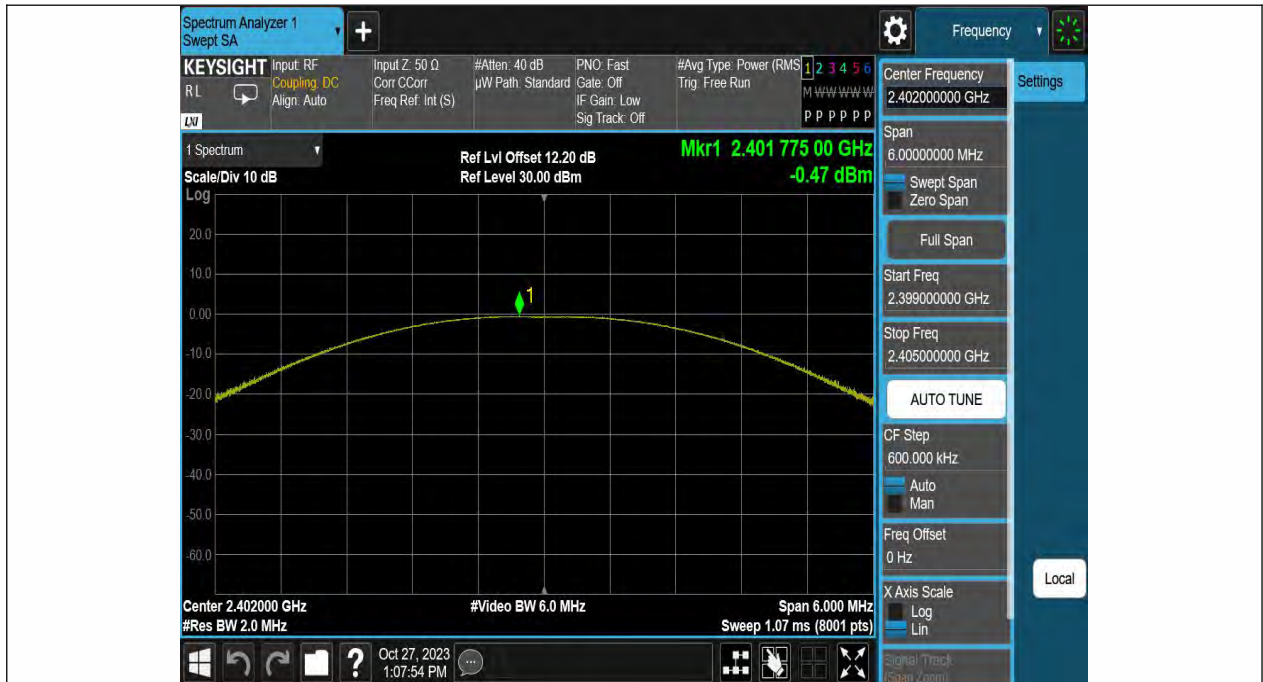 Spectrum Analyzer 1
Swept SA
+
Frequency
KEYSIGHT
RL
LXI
Input: RF
Coupling: DC
Align: Auto
Input Z: 50 Ω
Corr CCorr
Freq Ref: Int (S)
#Atten: 40 dB
µW Path: Standard
PNO: Fast
Gate: Off
IF Gain: Low
Sig Track: Off
#Avg Type: Power (RMS
Trig: Free Run
1 2 3 4 5 6
M W W W W W
P P P P P P
1 Spectrum
Scale/Div 10 dB
Log
Ref Lvl Offset 12.20 dB
Ref Level 30.00 dBm
Mkr1 2.401 775 00 GHz
-0.47 dBm
20.0
10.0
0.00
-10.0
-20.0
-30.0
-40.0
-50.0
-60.0
1
Center 2.402000 GHz
#Res BW 2.0 MHz
#Video BW 6.0 MHz
Span 6.000 MHz
Sweep 1.07 ms (8001 pts)
Oct 27, 2023
1:07:54 PM
Center Frequency
2.402000000 GHz
Settings
Span
6.00000000 MHz
Swept Span
Zero Span
Full Span
Start Freq
2.399000000 GHz
Stop Freq
2.405000000 GHz
AUTO TUNE
CF Step
600.000 kHz
Auto
Man
Freq Offset
0 Hz
X Axis Scale
Log
Lin
Local
Signal Track
(Span Zoom)